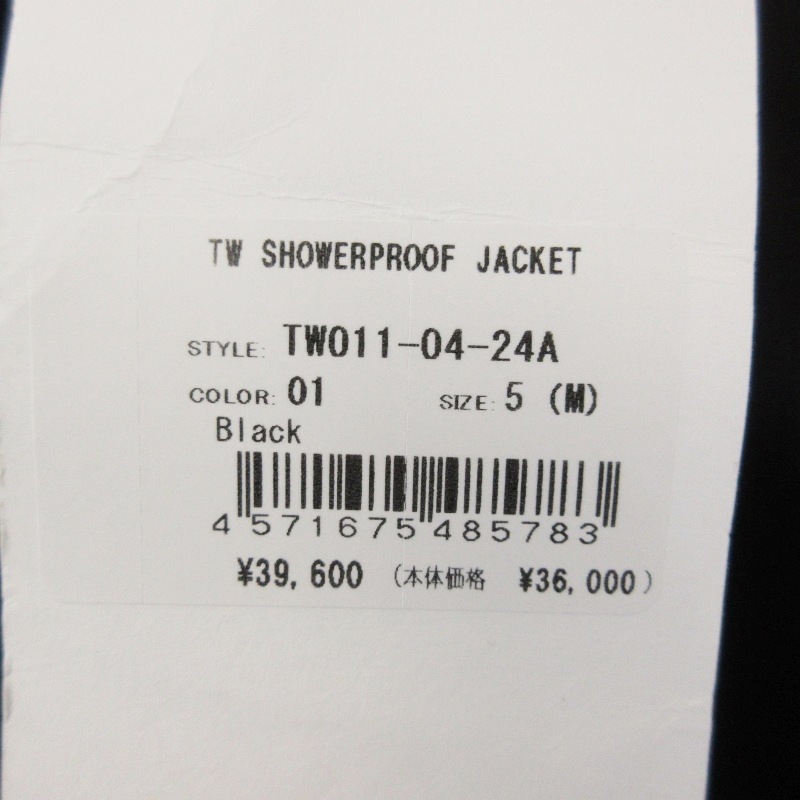 TW SHOWERPROOF JACKET
STYLE: TW011-04-24A
COLOR: 01 SIZE: 5 (M)
Black
4571675485783
¥39,600 (本体価格 ¥36,000)